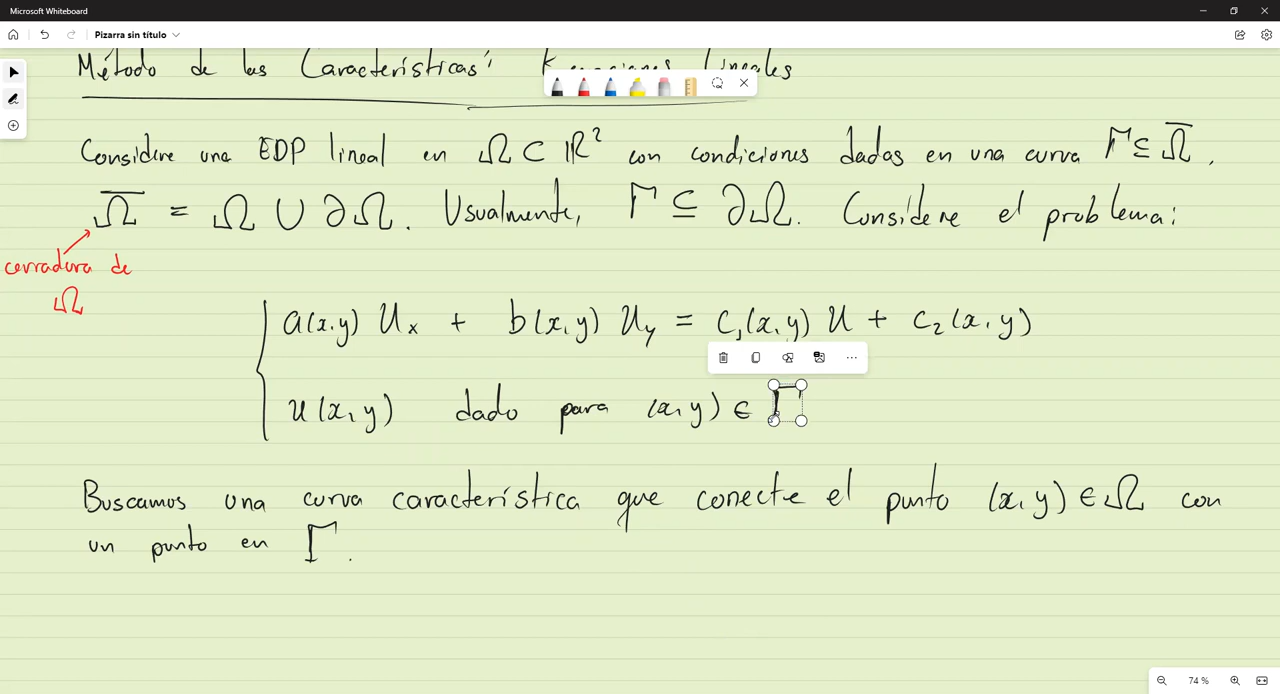 Microsoft Whiteboard
Pizarra sin título
Método de las Características: Ecuaciones Lineales
Considere una EDP lineal en Ω ⊂ ℝ² con condiciones dadas en una curva Γ ⊆ Ω̅.
Ω̅ = Ω ∪ ∂Ω. Usualmente, Γ ⊆ ∂Ω. Considere el problema:
cerradura de
Ω
a(x,y) Uₓ + b(x,y) U_y = C₁(x,y) U + C₂(x,y)
u(x,y) dado para (x,y) ∈ Γ
Buscamos una curva característica que conecte el punto (x,y) ∈ Ω con
un punto en Γ.
74 %